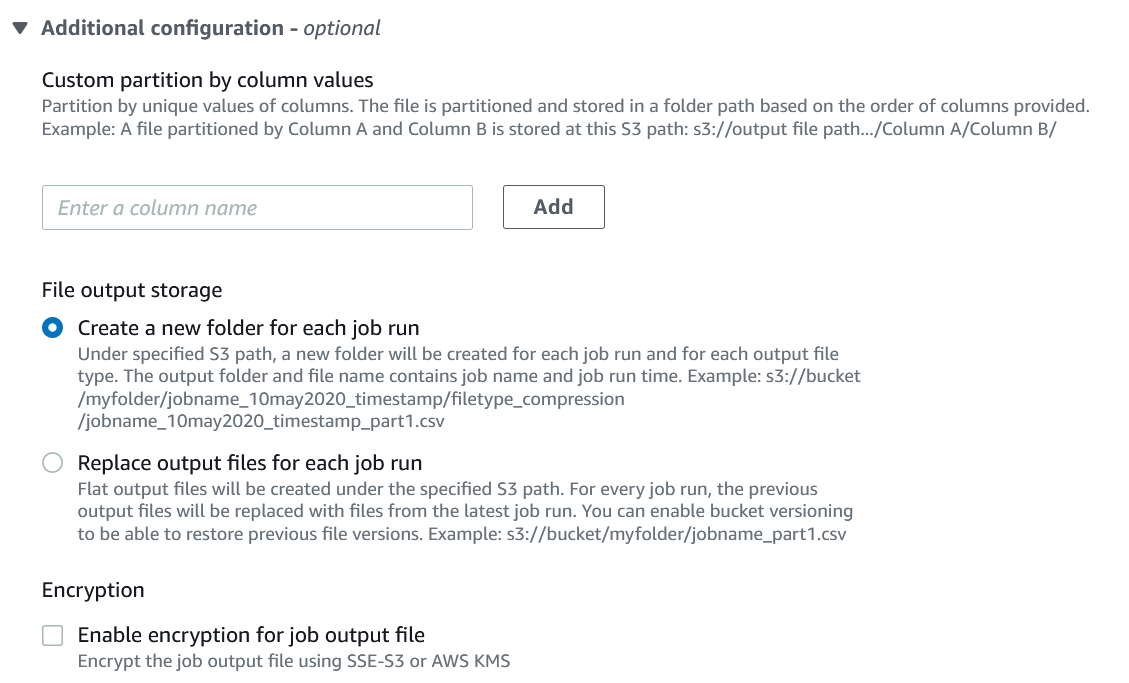 Additional configuration - optional
Custom partition by column values
Partition by unique values of columns. The file is partitioned and stored in a folder path based on the order of columns provided.
Example: A file partitioned by Column A and Column B is stored at this S3 path: s3://output file path.../Column A/Column B/
Enter a column name
Add
File output storage
Create a new folder for each job run
Under specified S3 path, a new folder will be created for each job run and for each output file
type. The output folder and file name contains job name and job run time. Example: s3://bucket
/myfolder/jobname_10may2020_timestamp/filetype_compression
/jobname_10may2020_timestamp_part1.csv
Replace output files for each job run
Flat output files will be created under the specified S3 path. For every job run, the previous
output files will be replaced with files from the latest job run. You can enable bucket versioning
to be able to restore previous file versions. Example: s3://bucket/myfolder/jobname_part1.csv
Encryption
Enable encryption for job output file
Encrypt the job output file using SSE-S3 or AWS KMS